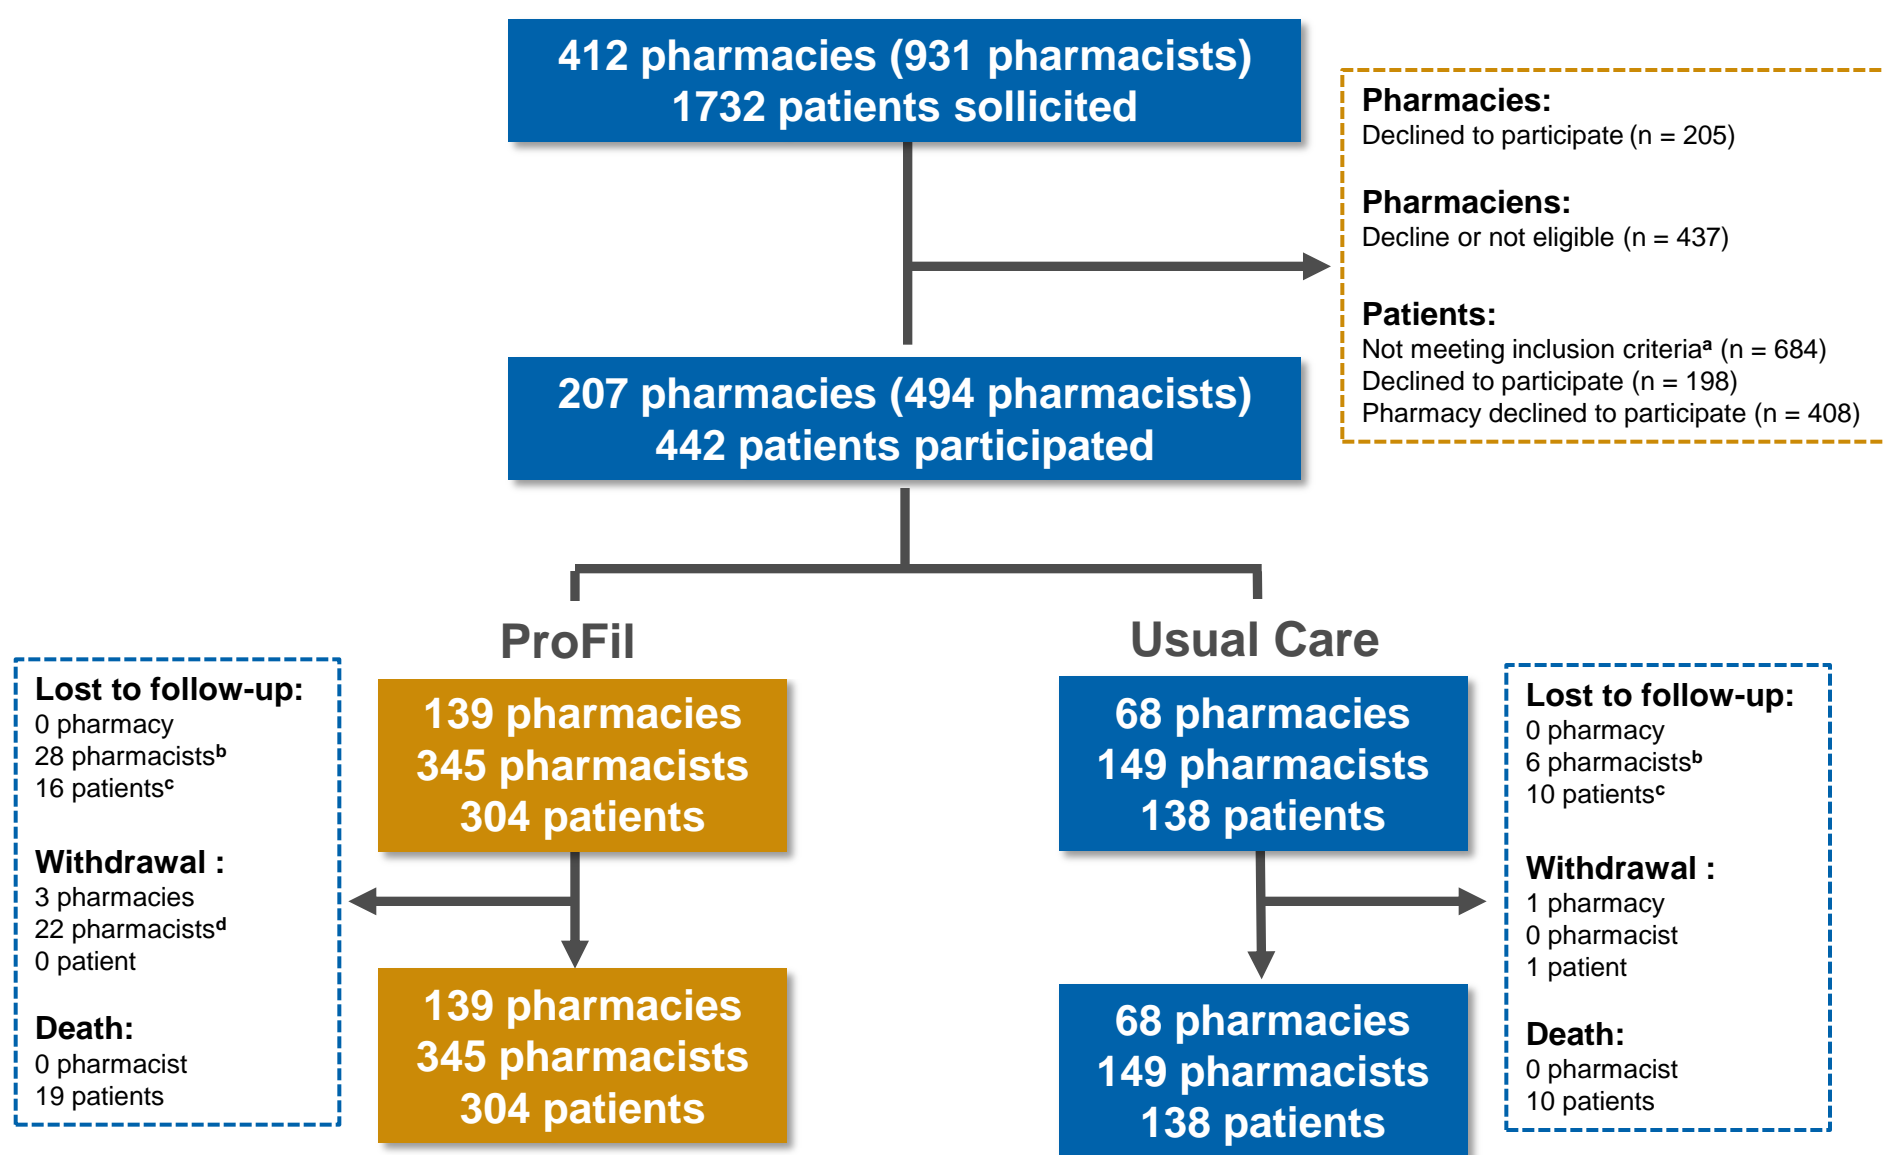 412 pharmacies (931 pharmacists)
1732 patients sollicited
Pharmacies:
Declined to participate (n = 205)
Pharmaciens:
Decline or not eligible (n = 437)
Patients:
Not meeting inclusion criteriaᵃ (n = 684)
Declined to participate (n = 198)
Pharmacy declined to participate (n = 408)
207 pharmacies (494 pharmacists)
442 patients participated
ProFil
Usual Care
Lost to follow-up:
0 pharmacy
28 pharmacistsᵇ
16 patientsᶜ
Withdrawal :
3 pharmacies
22 pharmacistsᵈ
0 patient
Death:
0 pharmacist
19 patients
139 pharmacies
345 pharmacists
304 patients
139 pharmacies
345 pharmacists
304 patients
68 pharmacies
149 pharmacists
138 patients
68 pharmacies
149 pharmacists
138 patients
Lost to follow-up:
0 pharmacy
6 pharmacistsᵇ
10 patientsᶜ
Withdrawal :
1 pharmacy
0 pharmacist
1 patient
Death:
0 pharmacist
10 patients